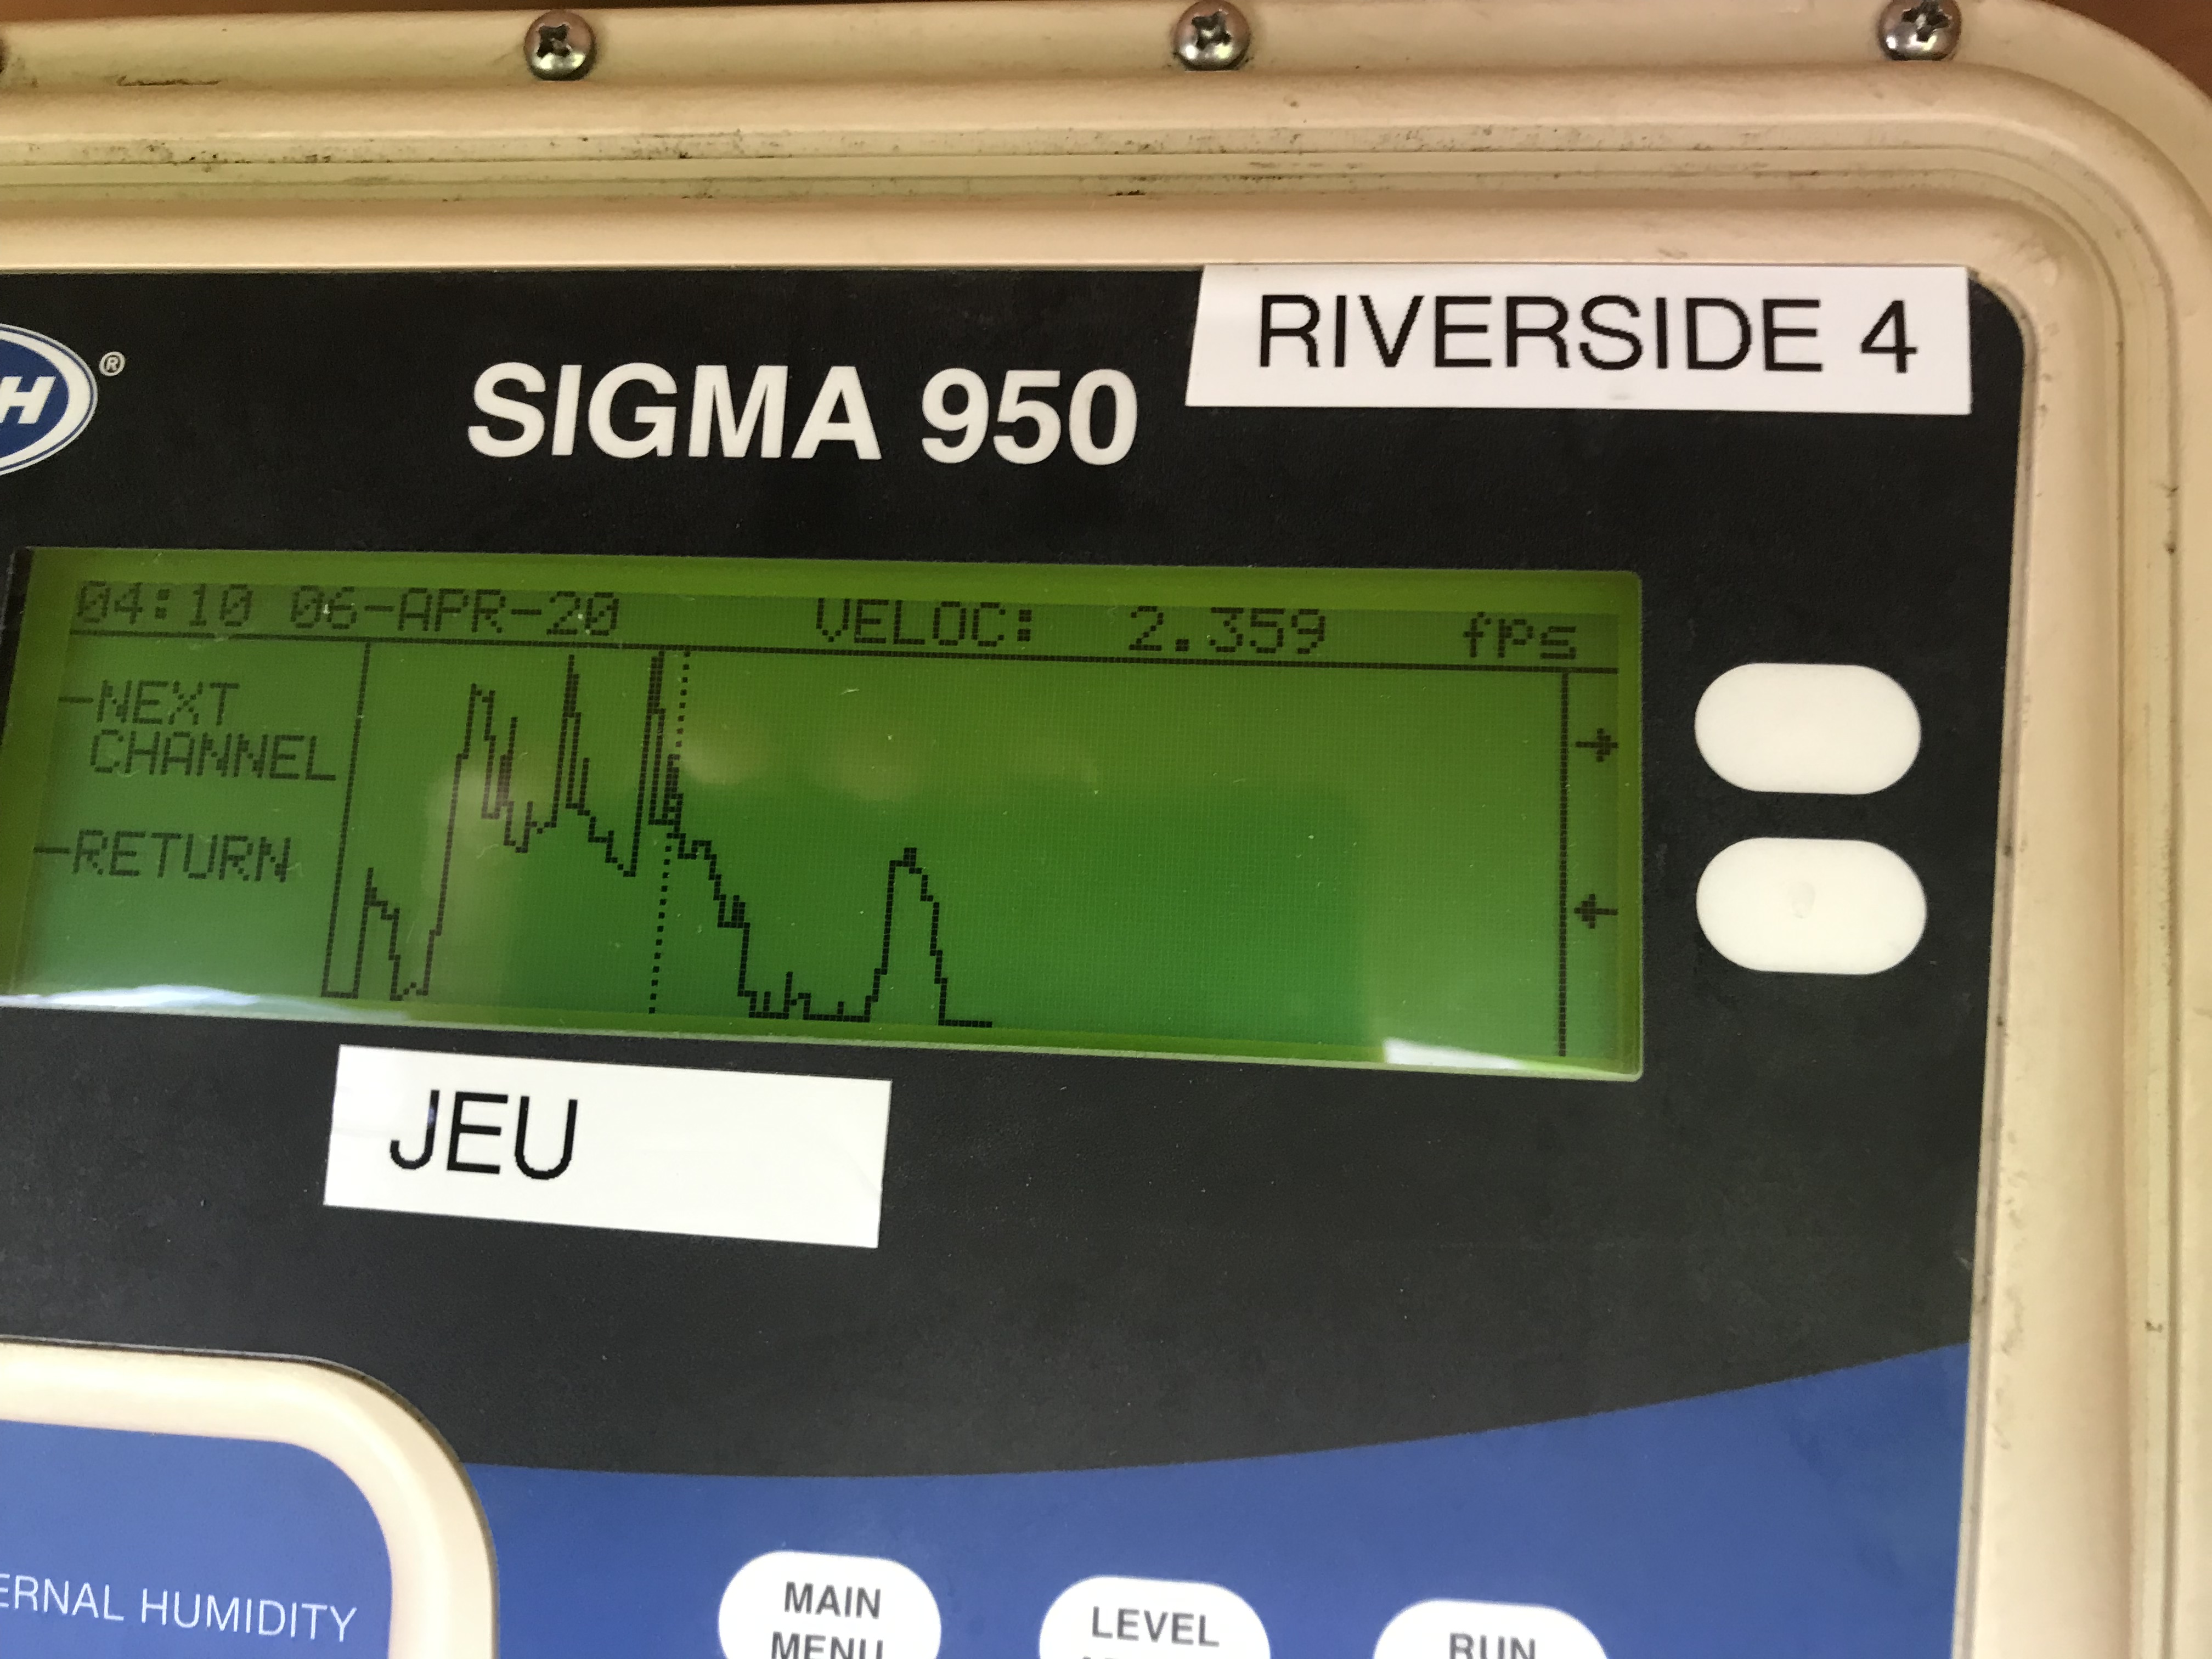 RIVERSIDE 4
H ®
SIGMA 950
04:10 06-APR-20 VELOC: 2.359 fps
-NEXT
CHANNEL
→
-RETURN
←
JEU
ERNAL HUMIDITY
MAIN
MENU
LEVEL
RUN